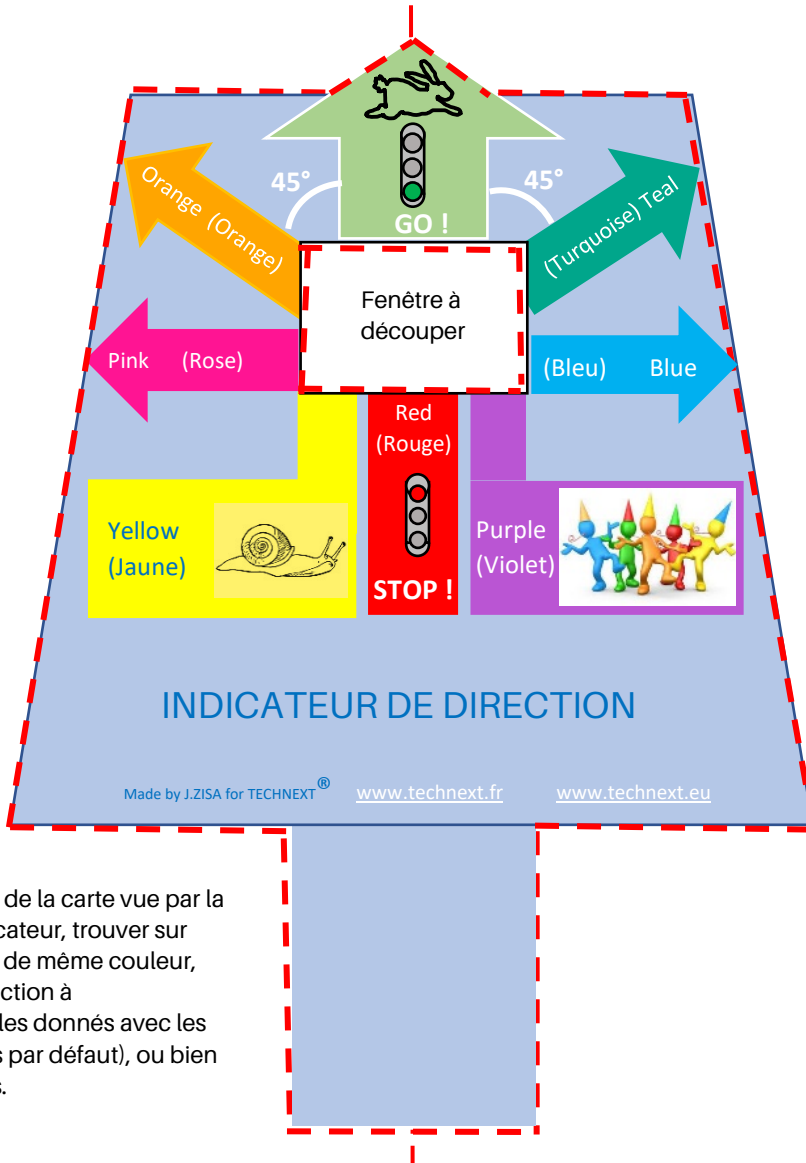 45°
45°
GO !
Orange (Orange)
(Turquoise) Teal
Fenêtre à
découper
Pink (Rose)
(Bleu) Blue
Red
(Rouge)
Yellow
(Jaune)
Purple
(Violet)
STOP !
INDICATEUR DE DIRECTION
Made by J.ZISA for TECHNEXT® www.technext.fr www.technext.eu
de la carte vue par la
cateur, trouver sur
de même couleur,
ction à
les donnés avec les
s par défaut), ou bien
s.